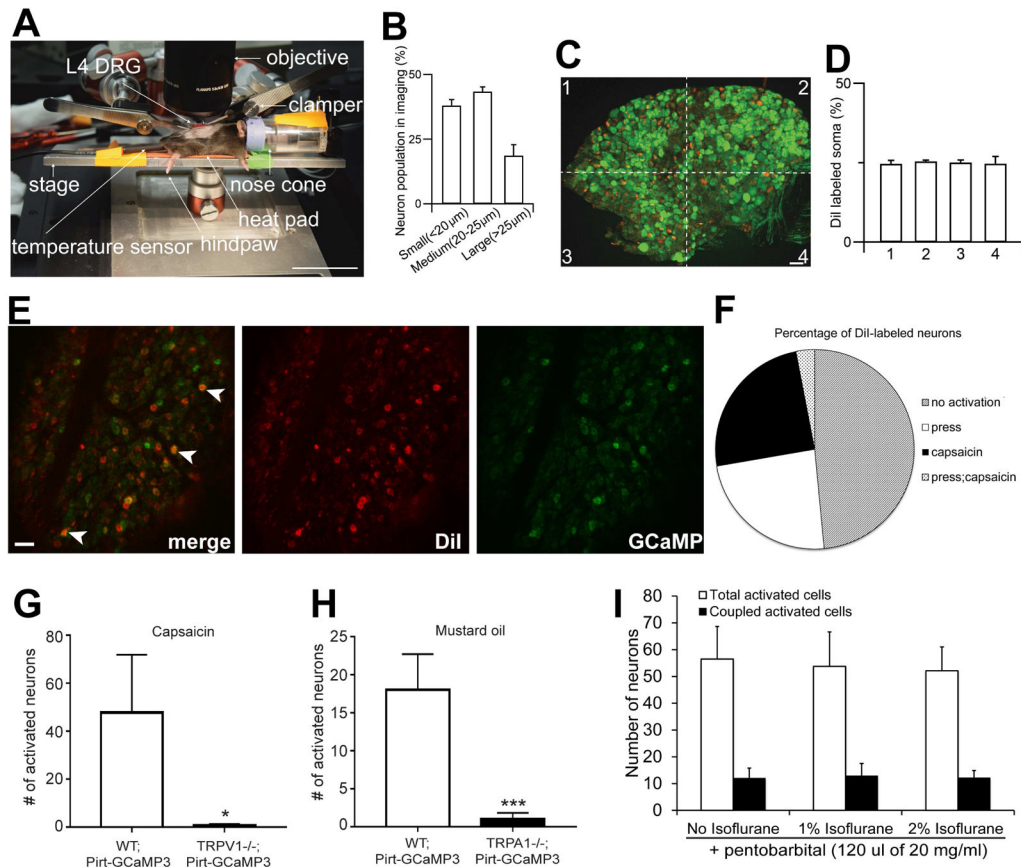 A
L4 DRG
objective
clamper
stage
nose cone
heat pad
temperature sensor
hindpaw
B
Neuron population in imaging (%)
50
25
0
Small(<20μm)
Medium(20-25μm)
Large(>25μm)
C
1
2
3
4
D
DiI labeled soma (%)
50
25
0
1 2 3 4
E
merge
DiI
GCaMP
F
Percentage of DiI-labeled neurons
no activation
press
capsaicin
press;capsaicin
G
Capsaicin
# of activated neurons
80
60
40
20
0
*
WT;
Pirt-GCaMP3
TRPV1-/-;
Pirt-GCaMP3
H
Mustard oil
# of activated neurons
25
20
15
10
5
0
***
WT;
Pirt-GCaMP3
TRPA1-/-;
Pirt-GCaMP3
I
Total activated cells
Coupled activated cells
Number of neurons
80
70
60
50
40
30
20
10
0
No Isoflurane 1% Isoflurane 2% Isoflurane
+ pentobarbital (120 ul of 20 mg/ml)